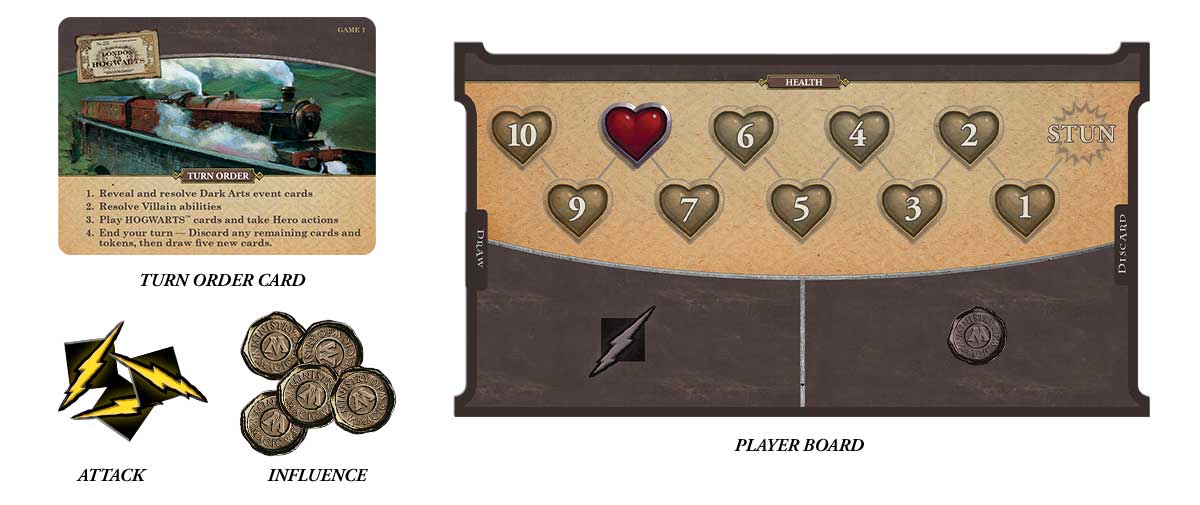 GAME 1
LONDON
TO
HOGWARTS
TURN ORDER
1. Reveal and resolve Dark Arts event cards
2. Resolve Villain abilities
3. Play HOGWARTS™ cards and take Hero actions
4. End your turn — Discard any remaining cards and
tokens, then draw five new cards.
TURN ORDER CARD
ATTACK
INFLUENCE
HEALTH
10
6
4
2
STUN
9
7
5
3
1
DRAW
DISCARD
PLAYER BOARD